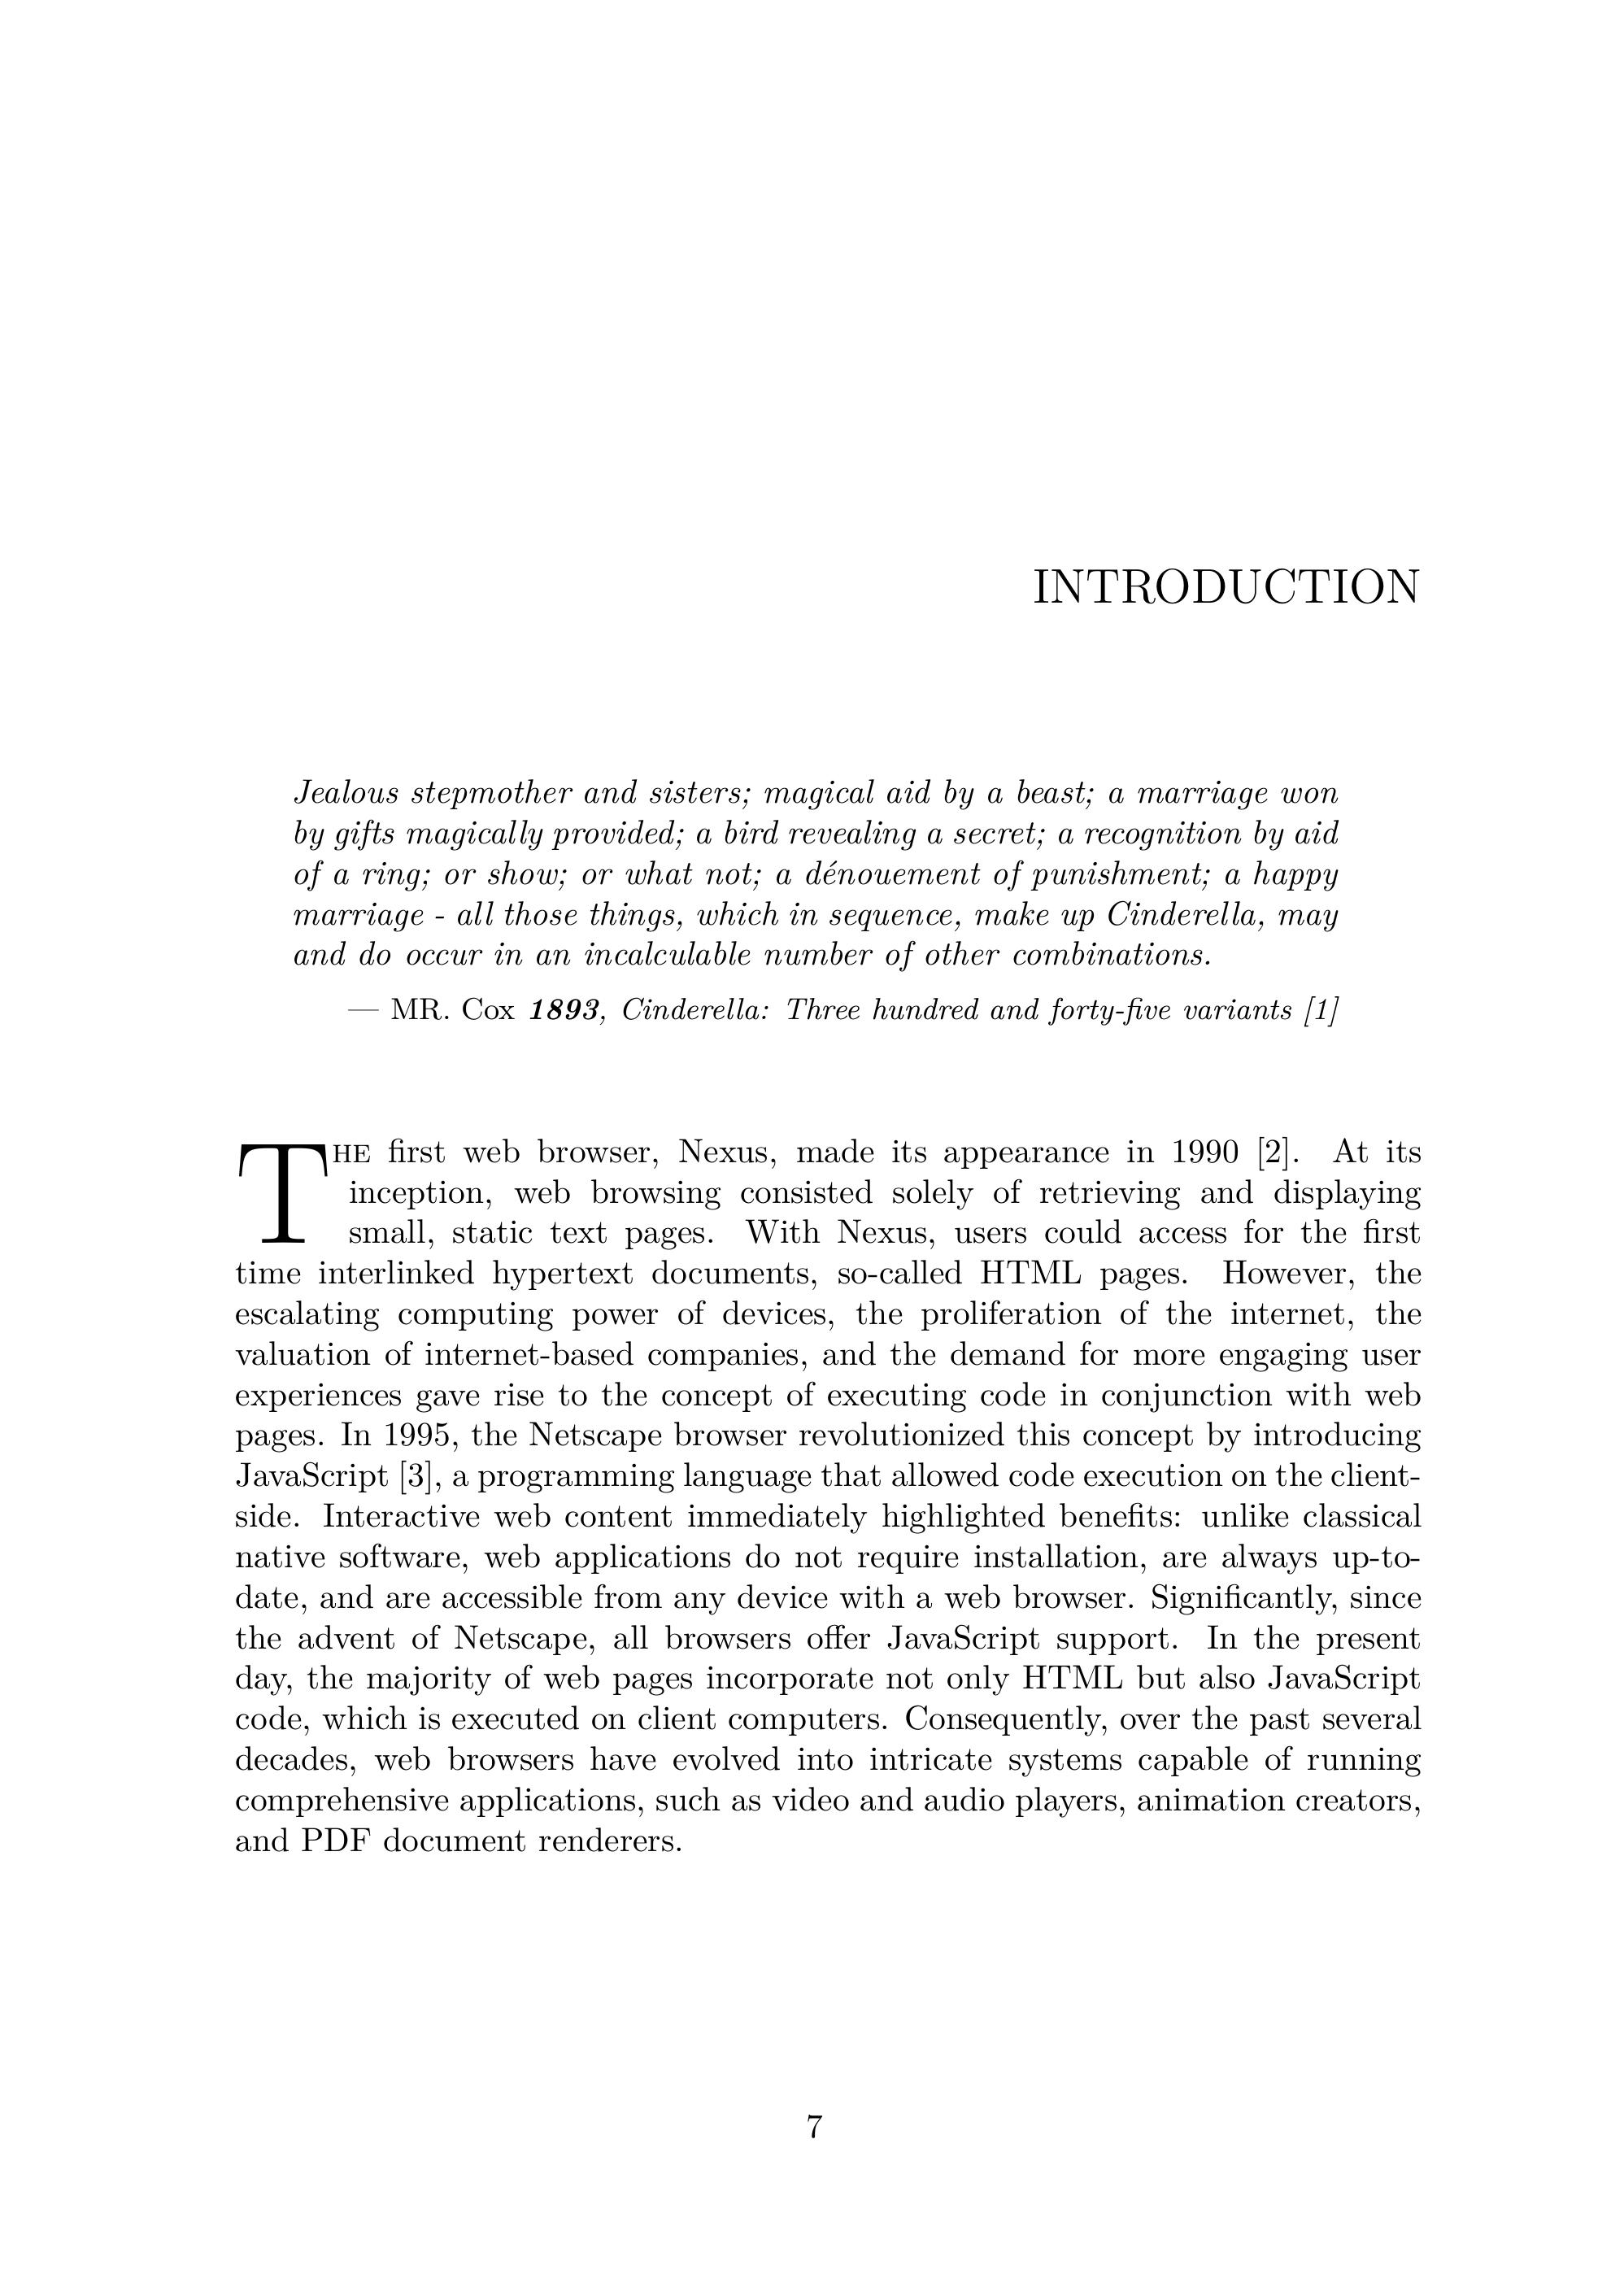 INTRODUCTION
Jealous stepmother and sisters; magical aid by a beast; a marriage won
by gifts magically provided; a bird revealing a secret; a recognition by aid
of a ring; or show; or what not; a dénouement of punishment; a happy
marriage - all those things, which in sequence, make up Cinderella, may
and do occur in an incalculable number of other combinations.
— MR. Cox 1893, Cinderella: Three hundred and forty-five variants [1]
THE first web browser, Nexus, made its appearance in 1990 [2]. At its
inception, web browsing consisted solely of retrieving and displaying
small, static text pages. With Nexus, users could access for the first
time interlinked hypertext documents, so-called HTML pages. However, the
escalating computing power of devices, the proliferation of the internet, the
valuation of internet-based companies, and the demand for more engaging user
experiences gave rise to the concept of executing code in conjunction with web
pages. In 1995, the Netscape browser revolutionized this concept by introducing
JavaScript [3], a programming language that allowed code execution on the client-
side. Interactive web content immediately highlighted benefits: unlike classical
native software, web applications do not require installation, are always up-to-
date, and are accessible from any device with a web browser. Significantly, since
the advent of Netscape, all browsers offer JavaScript support. In the present
day, the majority of web pages incorporate not only HTML but also JavaScript
code, which is executed on client computers. Consequently, over the past several
decades, web browsers have evolved into intricate systems capable of running
comprehensive applications, such as video and audio players, animation creators,
and PDF document renderers.
7